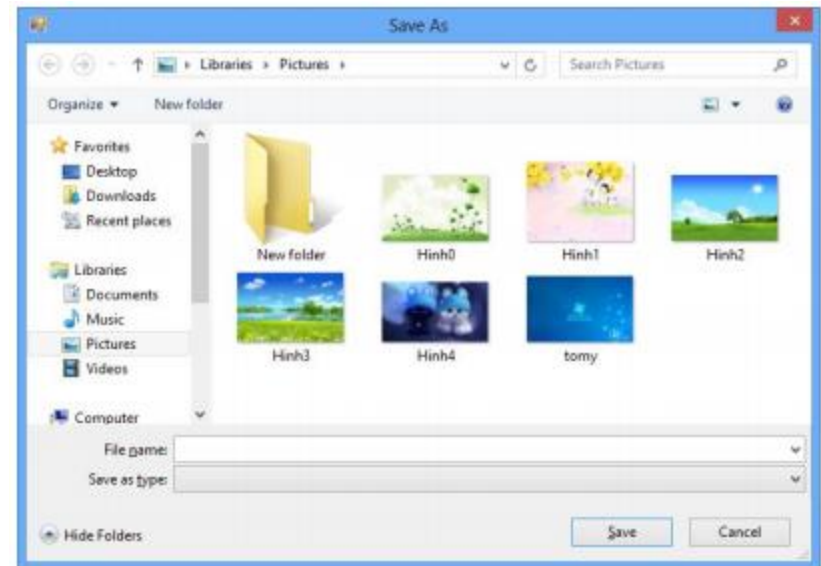 Save As
Libraries Pictures
Search Pictures
Organize New folder
Favorites
Desktop
Downloads
Recent places
Libraries
Documents
Music
Pictures
Videos
Computer
New folder Hinh0 Hinh1 Hinh2
Hinh3 Hinh4 tomy
File name:
Save as type:
Hide Folders Save Cancel